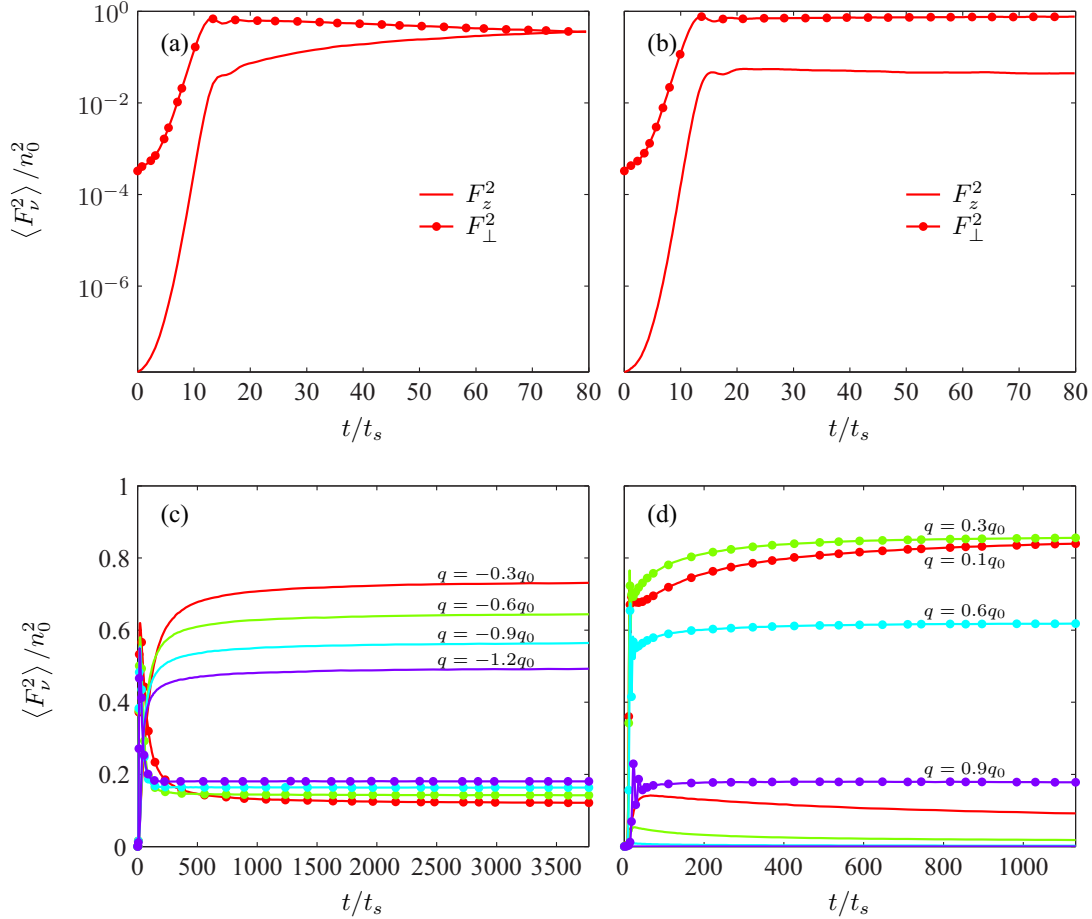 (a)
10^0
10^{-2}
10^{-4}
10^{-6}
⟨F_ν^2⟩/n_0^2
F_z^2
F_⊥^2
0 10 20 30 40 50 60 70 80
t/t_s
(b)
F_z^2
F_⊥^2
0 10 20 30 40 50 60 70 80
t/t_s
(c)
1
0.8
0.6
0.4
0.2
0
⟨F_ν^2⟩/n_0^2
q = −0.3q_0
q = −0.6q_0
q = −0.9q_0
q = −1.2q_0
0 500 1000 1500 2000 2500 3000 3500
t/t_s
(d)
q = 0.3q_0
q = 0.1q_0
q = 0.6q_0
q = 0.9q_0
0 200 400 600 800 1000
t/t_s